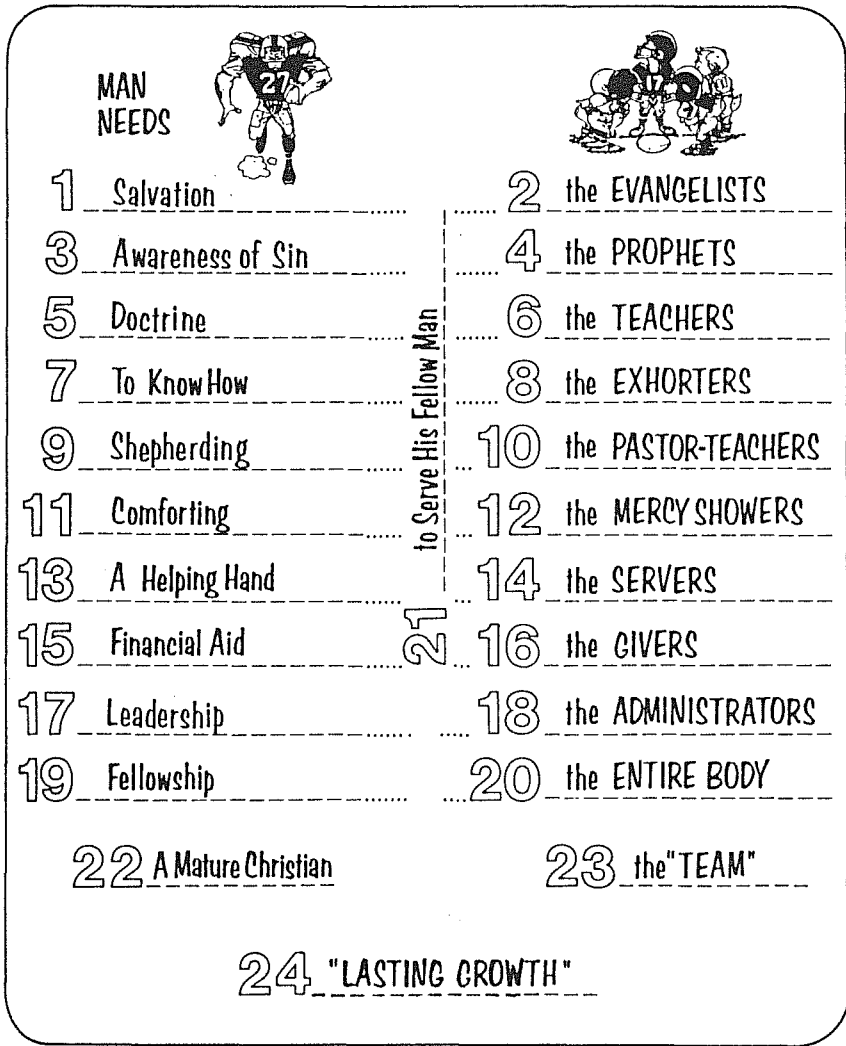 MAN
NEEDS
27
17
1 Salvation
2 the EVANGELISTS
3 Awareness of Sin
4 the PROPHETS
5 Doctrine
6 the TEACHERS
7 To Know How
8 the EXHORTERS
9 Shepherding
10 the PASTOR-TEACHERS
11 Comforting
12 the MERCY SHOWERS
13 A Helping Hand
14 the SERVERS
15 Financial Aid
16 the GIVERS
17 Leadership
18 the ADMINISTRATORS
19 Fellowship
20 the ENTIRE BODY
21 to Serve His Fellow Man
22 A Mature Christian
23 the "TEAM"
24 "LASTING GROWTH"